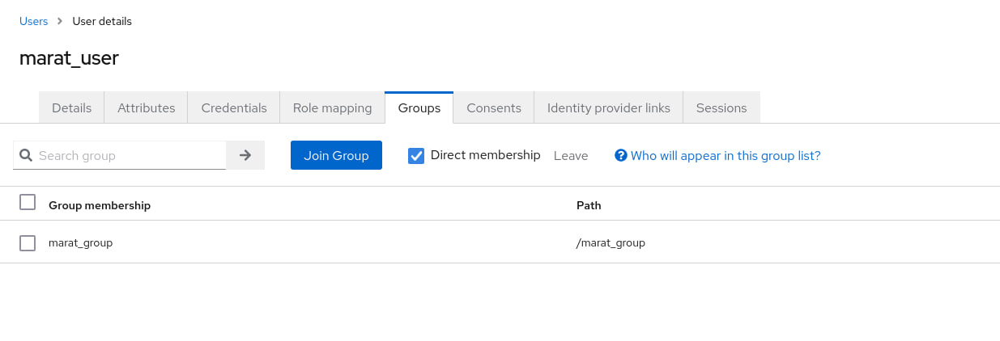 Users > User details
marat_user
Details Attributes Credentials Role mapping Groups Consents Identity provider links Sessions
Search group Join Group Direct membership Leave Who will appear in this group list?
Group membership Path
marat_group /marat_group